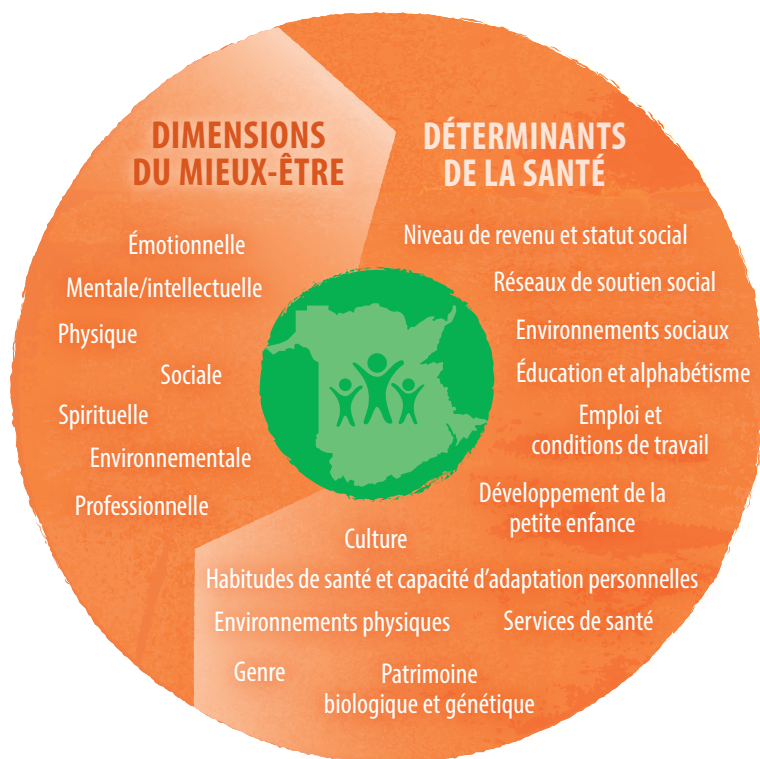 DIMENSIONS
DU MIEUX-ÊTRE
Émotionnelle
Mentale/intellectuelle
Physique
Sociale
Spirituelle
Environnementale
Professionnelle
DÉTERMINANTS
DE LA SANTÉ
Niveau de revenu et statut social
Réseaux de soutien social
Environnements sociaux
Éducation et alphabétisme
Emploi et
conditions de travail
Développement de la
petite enfance
Culture
Habitudes de santé et capacité d'adaptation personnelles
Environnements physiques
Services de santé
Genre
Patrimoine
biologique et génétique